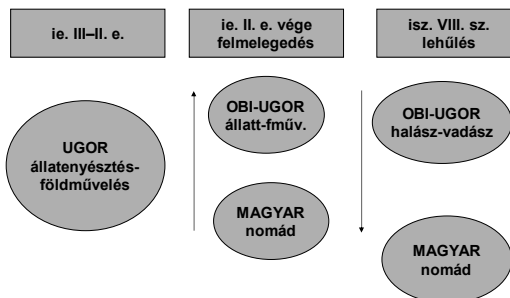 ie. III–II. e.
ie. II. e. vége
felmelegedés
isz. VIII. sz.
lehűlés
UGOR
állatenyésztés-
földművelés
OBI-UGOR
állatt-fműv.
MAGYAR
nomád
OBI-UGOR
halász-vadász
MAGYAR
nomád